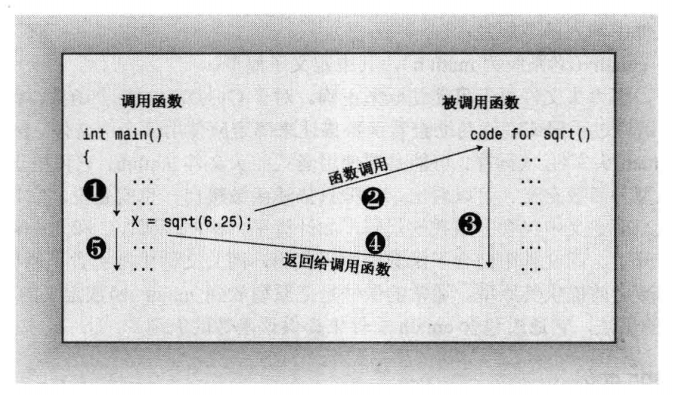 调用函数
被调用函数
int main()
code for sqrt()
{
...
函数调用
...
❶
❷
X = sqrt(6.25);
...
❸
❺
...
❹
...
...
返回给调用函数
...
...